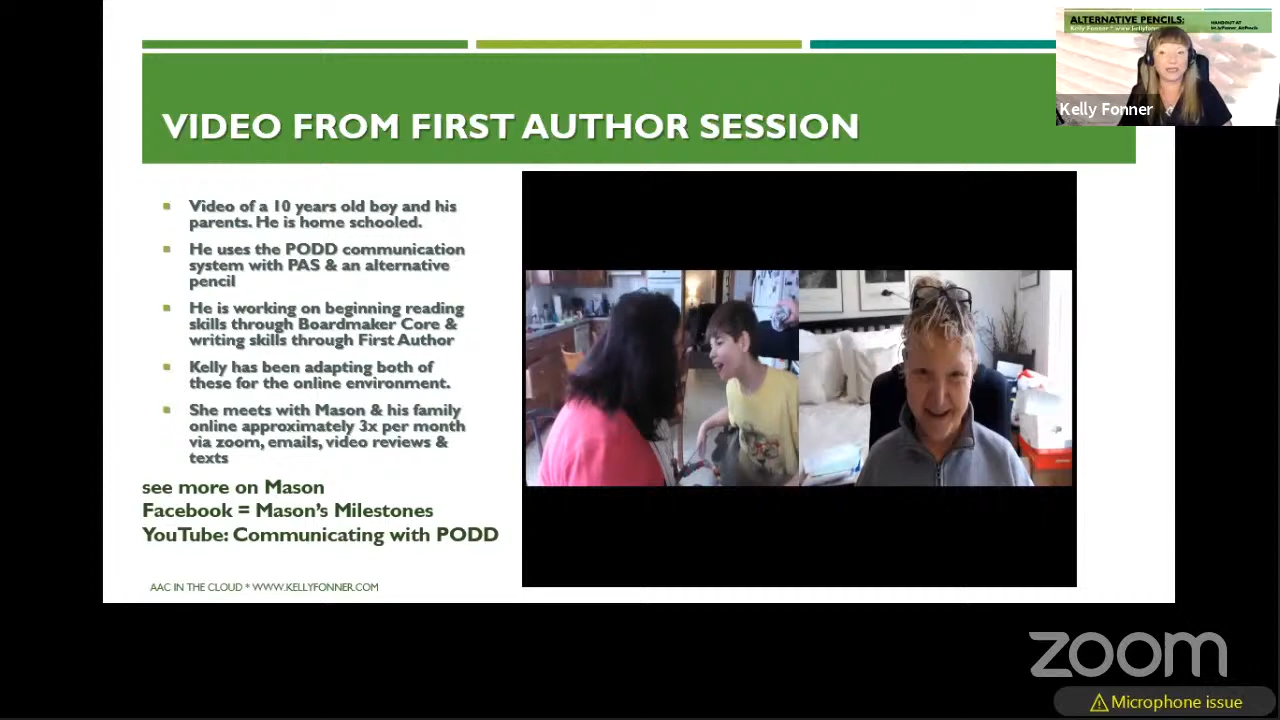 ALTERNATIVE PENCILS:
HANDOUT AT
Kelly Fonner
VIDEO FROM FIRST AUTHOR SESSION
Video of a 10 years old boy and his
parents. He is home schooled.
He uses the PODD communication
system with PAS & an alternative
pencil
He is working on beginning reading
skills through Boardmaker Core &
writing skills through First Author
Kelly has been adapting both of
these for the online environment.
She meets with Mason & his family
online approximately 3x per month
via zoom, emails, video reviews &
texts
see more on Mason
Facebook = Mason's Milestones
YouTube: Communicating with PODD
AAC IN THE CLOUD * WWW.KELLYFONNER.COM
zoom
Microphone issue